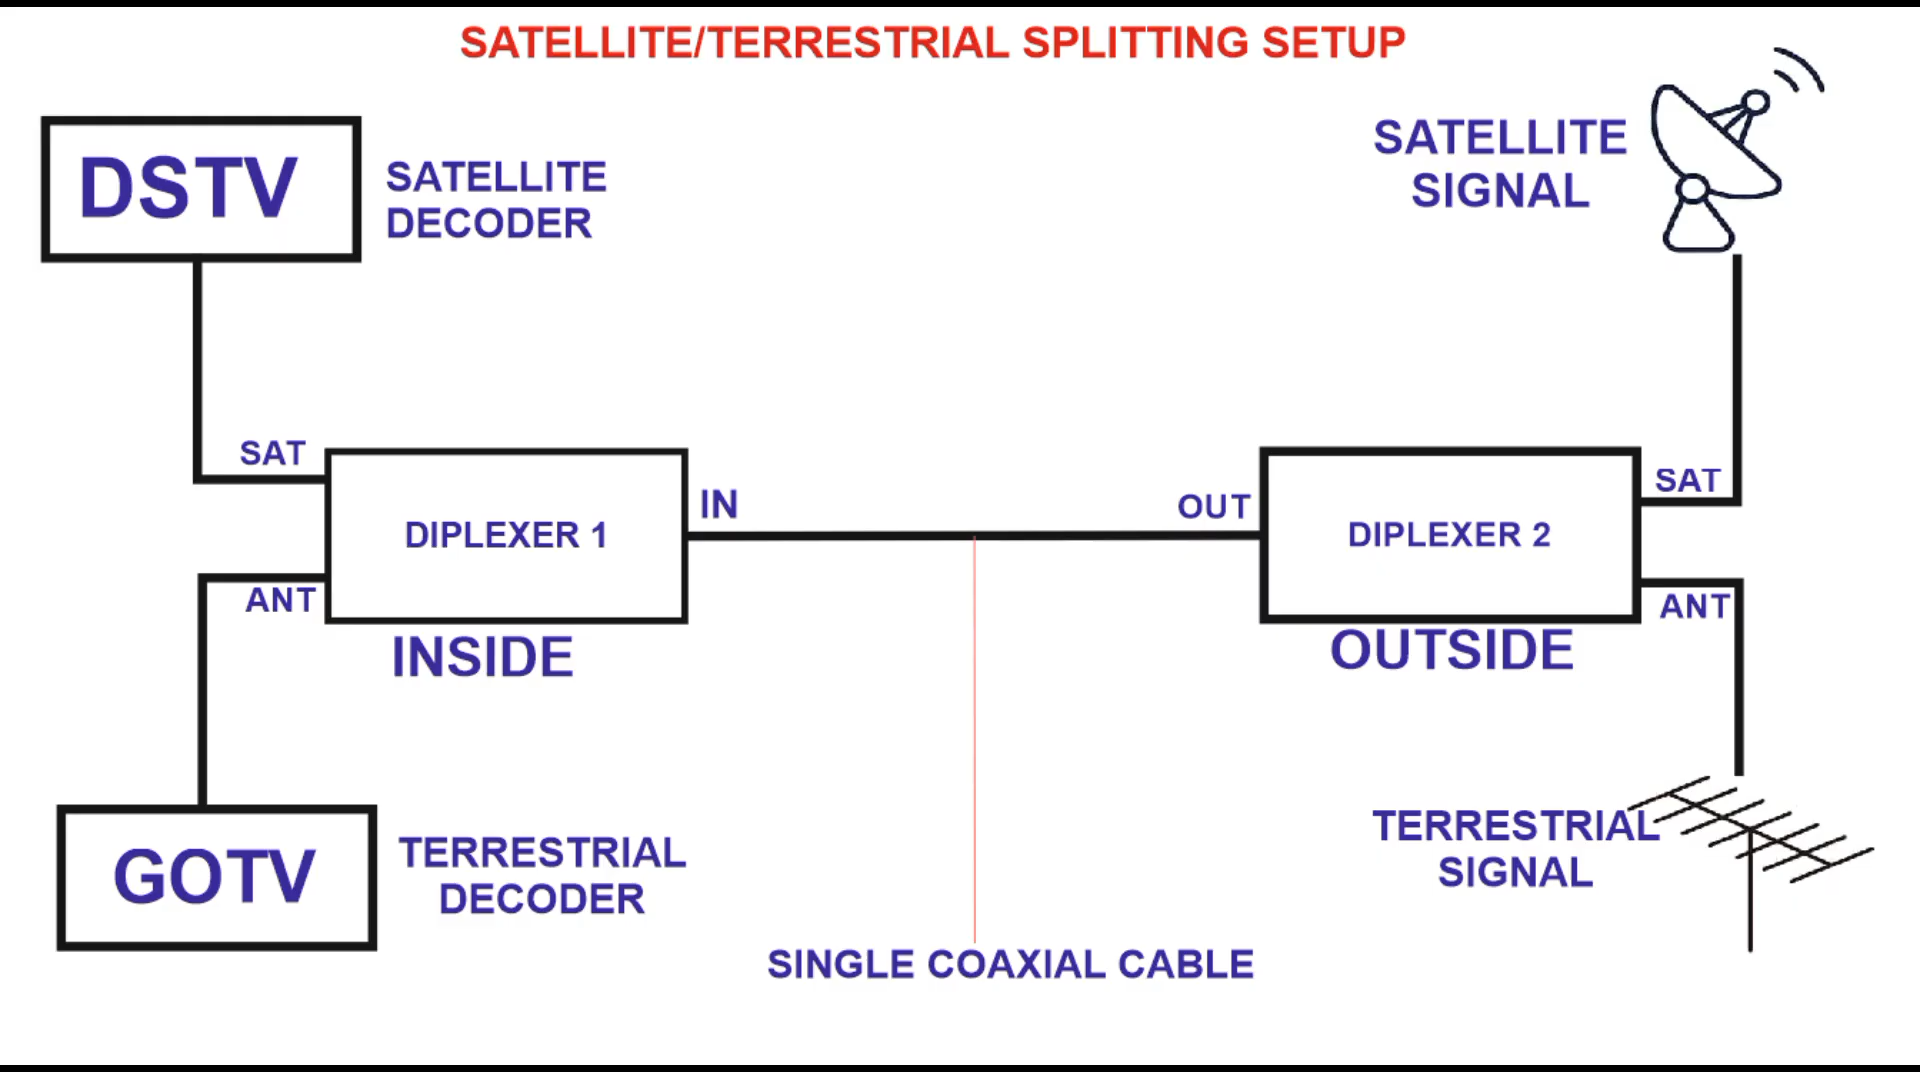 SATELLITE/TERRESTRIAL SPLITTING SETUP
DSTV
SATELLITE
DECODER
SATELLITE
SIGNAL
SAT
DIPLEXER 1
IN
ANT
INSIDE
OUT
DIPLEXER 2
SAT
ANT
OUTSIDE
GOTV
TERRESTRIAL
DECODER
TERRESTRIAL
SIGNAL
SINGLE COAXIAL CABLE